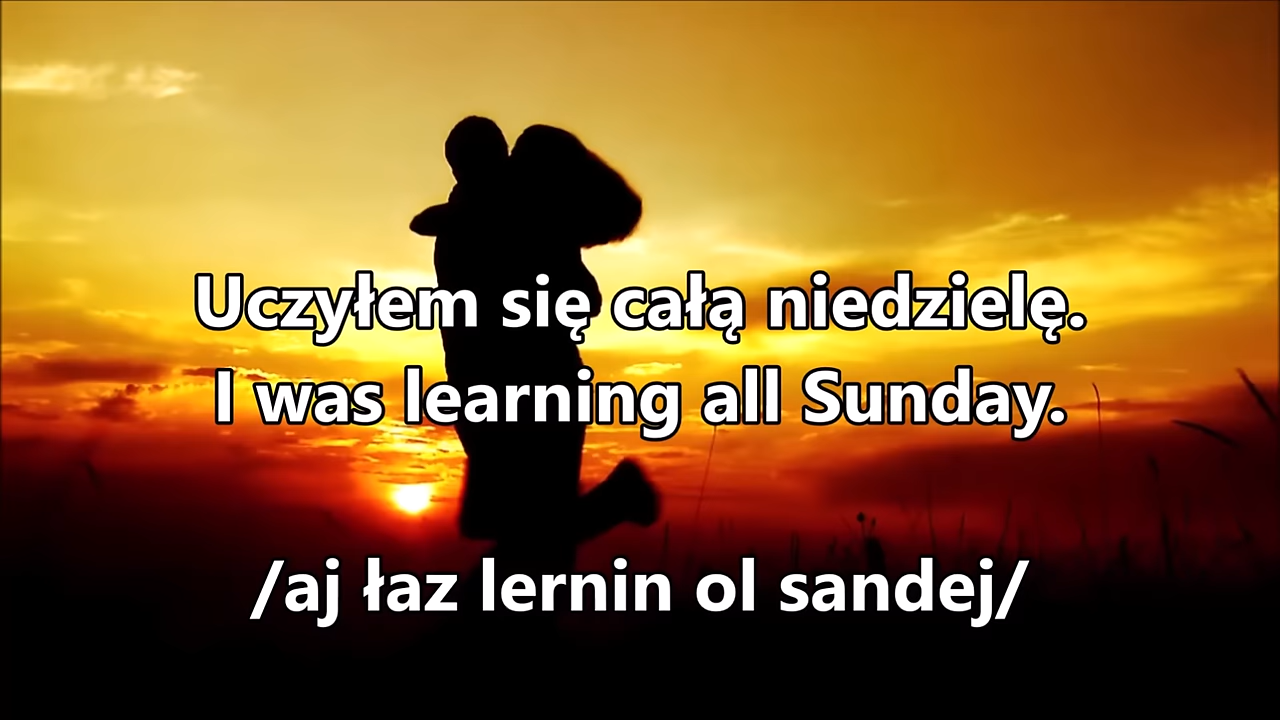 Uczyłem się całą niedzielę.
I was learning all Sunday.
/aj łaz lernin ol sandej/